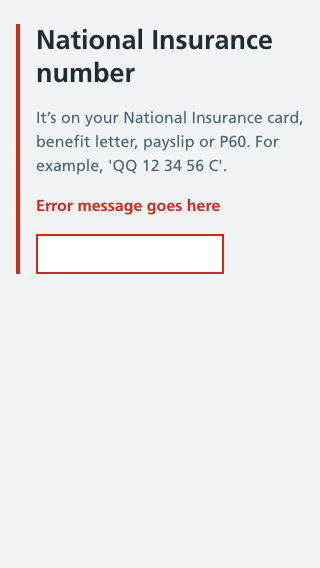 National Insurance
number
It’s on your National Insurance card,
benefit letter, payslip or P60. For
example, 'QQ 12 34 56 C'.
Error message goes here